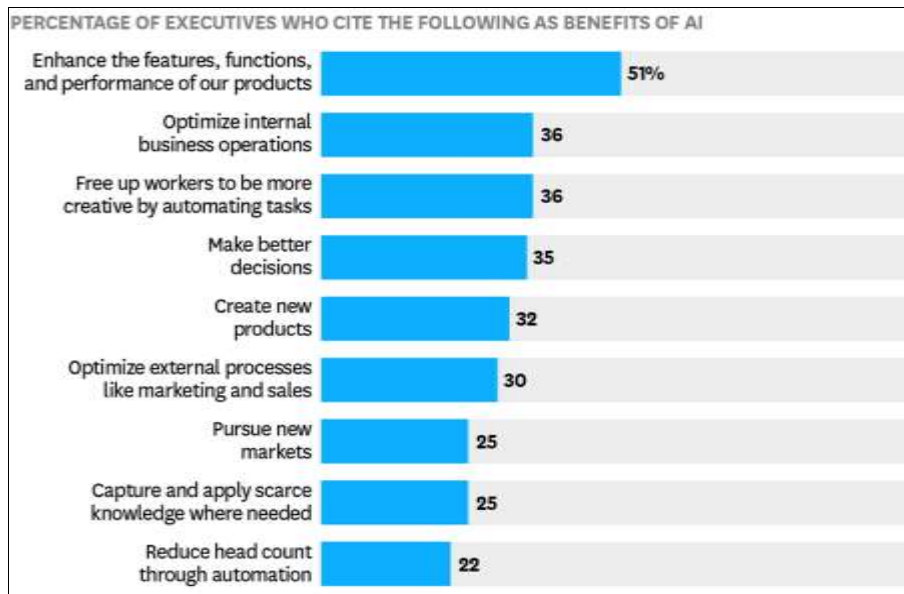 PERCENTAGE OF EXECUTIVES WHO CITE THE FOLLOWING AS BENEFITS OF AI
Enhance the features, functions,
and performance of our products
51%
Optimize internal
business operations
36
Free up workers to be more
creative by automating tasks
36
Make better
decisions
35
Create new
products
32
Optimize external processes
like marketing and sales
30
Pursue new
markets
25
Capture and apply scarce
knowledge where needed
25
Reduce head count
through automation
22